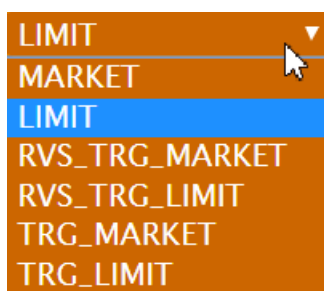 LIMIT
MARKET
LIMIT
RVS_TRG_MARKET
RVS_TRG_LIMIT
TRG_MARKET
TRG_LIMIT